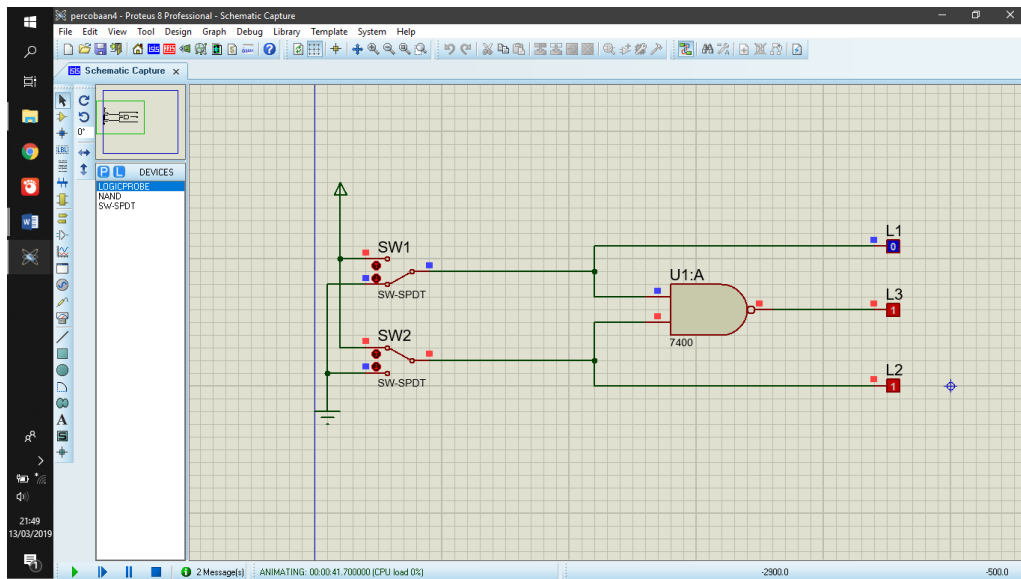 percobaan4 - Proteus 8 Professional - Schematic Capture
File Edit View Tool Design Graph Debug Library Template System Help
Schematic Capture x
0°
LBL
P L DEVICES
LOGICPROBE
NAND
SW-SPDT
SW1
SW-SPDT
SW2
SW-SPDT
U1:A
7400
L1
0
L3
1
L2
1
A
S
21:49
13/03/2019
1
2 Message(s)
ANIMATING: 00:00:41.700000 (CPU load 0%)
-2900.0
-500.0